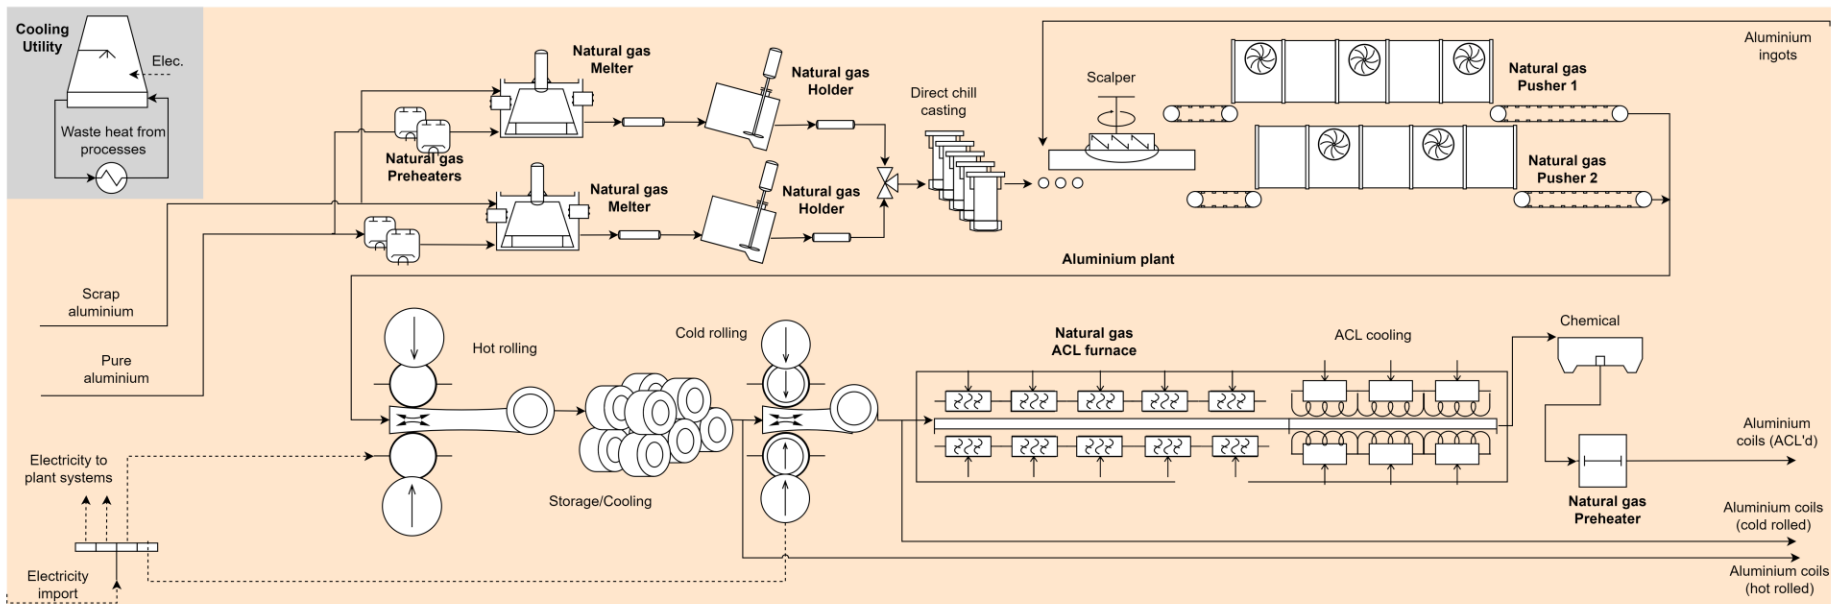 Cooling
Utility
Elec.
Waste heat from
processes
Natural gas
Melter
Natural gas
Holder
Natural gas
Preheaters
Natural gas
Melter
Natural gas
Holder
Direct chill
casting
Scalper
Natural gas
Pusher 1
Natural gas
Pusher 2
Aluminium
ingots
Aluminium plant
Scrap
aluminium
Pure
aluminium
Hot rolling
Storage/Cooling
Cold rolling
Natural gas
ACL furnace
ACL cooling
Chemical
Natural gas
Preheater
Aluminium
coils (ACL'd)
Aluminium coils
(cold rolled)
Aluminium coils
(hot rolled)
Electricity to
plant systems
Electricity
import